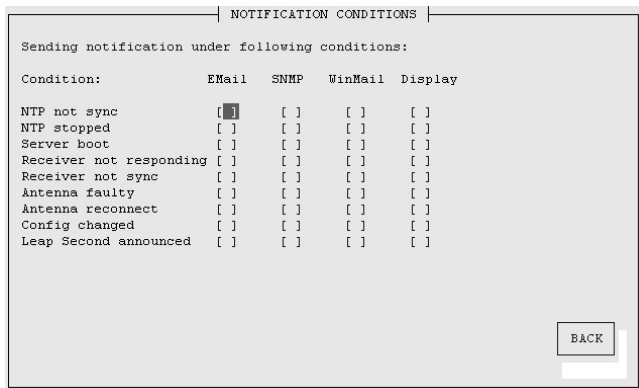 NOTIFICATION CONDITIONS
Sending notification under following conditions:
Condition: EMail SNMP WinMail Display
NTP not sync [ ] [ ] [ ] [ ]
NTP stopped [ ] [ ] [ ] [ ]
Server boot [ ] [ ] [ ] [ ]
Receiver not responding [ ] [ ] [ ] [ ]
Receiver not sync [ ] [ ] [ ] [ ]
Antenna faulty [ ] [ ] [ ] [ ]
Antenna reconnect [ ] [ ] [ ] [ ]
Config changed [ ] [ ] [ ] [ ]
Leap Second announced [ ] [ ] [ ] [ ]
BACK